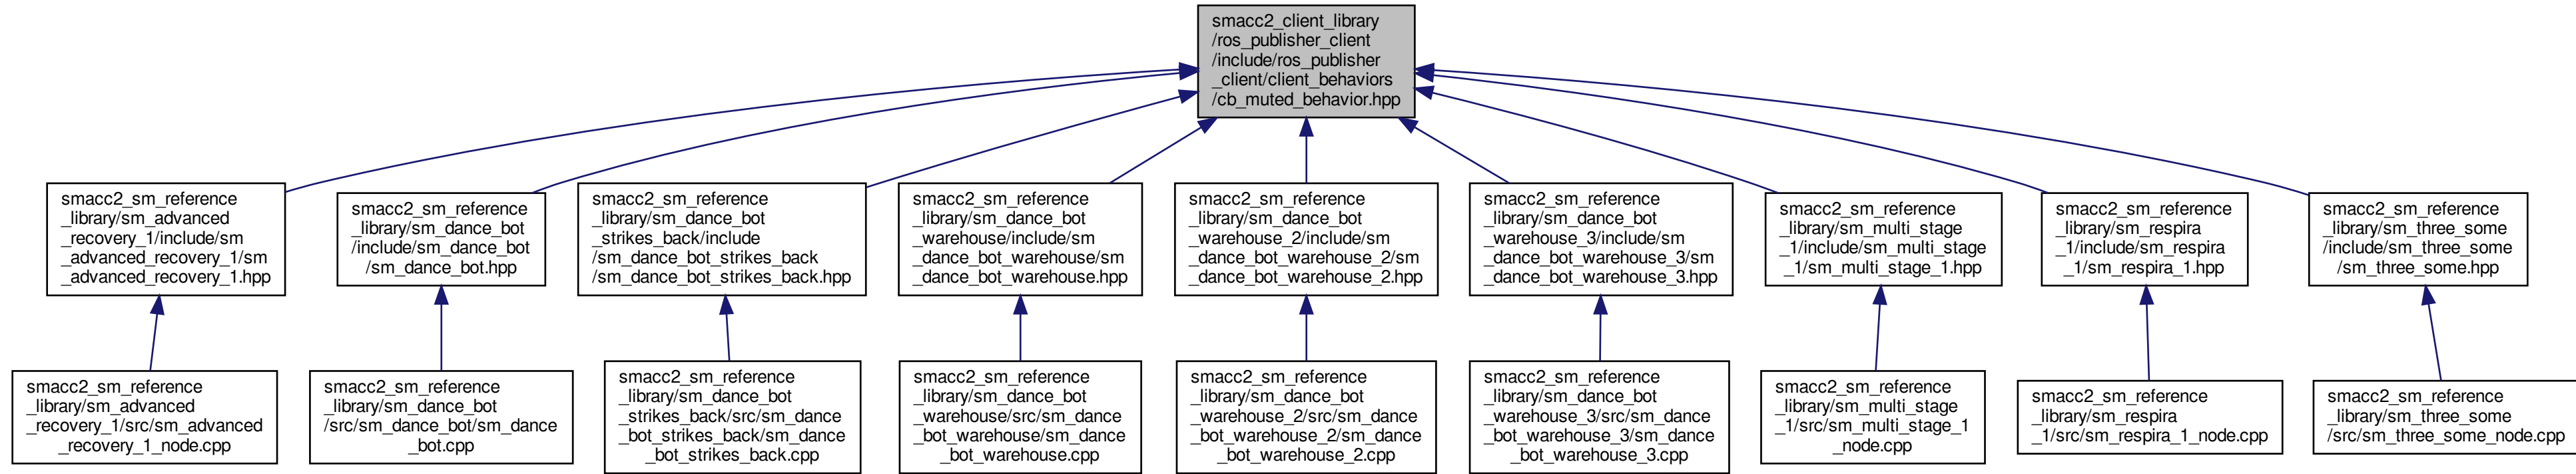 smacc2_client_library
/ros_publisher_client
/include/ros_publisher
_client/client_behaviors
/cb_muted_behavior.hpp
smacc2_sm_reference
_library/sm_advanced
_recovery_1/include/sm
_advanced_recovery_1/sm
_advanced_recovery_1.hpp
smacc2_sm_reference
_library/sm_dance_bot
/include/sm_dance_bot
/sm_dance_bot.hpp
smacc2_sm_reference
_library/sm_dance_bot
_strikes_back/include
/sm_dance_bot_strikes_back
/sm_dance_bot_strikes_back.hpp
smacc2_sm_reference
_library/sm_dance_bot
_warehouse/include/sm
_dance_bot_warehouse/sm
_dance_bot_warehouse.hpp
smacc2_sm_reference
_library/sm_dance_bot
_warehouse_2/include/sm
_dance_bot_warehouse_2/sm
_dance_bot_warehouse_2.hpp
smacc2_sm_reference
_library/sm_dance_bot
_warehouse_3/include/sm
_dance_bot_warehouse_3/sm
_dance_bot_warehouse_3.hpp
smacc2_sm_reference
_library/sm_multi_stage
_1/include/sm_multi_stage
_1/sm_multi_stage_1.hpp
smacc2_sm_reference
_library/sm_respira
_1/include/sm_respira
_1/sm_respira_1.hpp
smacc2_sm_reference
_library/sm_three_some
/include/sm_three_some
/sm_three_some.hpp
smacc2_sm_reference
_library/sm_advanced
_recovery_1/src/sm_advanced
_recovery_1_node.cpp
smacc2_sm_reference
_library/sm_dance_bot
/src/sm_dance_bot/sm_dance
_bot.cpp
smacc2_sm_reference
_library/sm_dance_bot
_strikes_back/src/sm_dance
_bot_strikes_back/sm_dance
_bot_strikes_back.cpp
smacc2_sm_reference
_library/sm_dance_bot
_warehouse/src/sm_dance
_bot_warehouse/sm_dance
_bot_warehouse.cpp
smacc2_sm_reference
_library/sm_dance_bot
_warehouse_2/src/sm_dance
_bot_warehouse_2/sm_dance
_bot_warehouse_2.cpp
smacc2_sm_reference
_library/sm_dance_bot
_warehouse_3/src/sm_dance
_bot_warehouse_3/sm_dance
_bot_warehouse_3.cpp
smacc2_sm_reference
_library/sm_multi_stage
_1/src/sm_multi_stage_1
_node.cpp
smacc2_sm_reference
_library/sm_respira
_1/src/sm_respira_1_node.cpp
smacc2_sm_reference
_library/sm_three_some
/src/sm_three_some_node.cpp